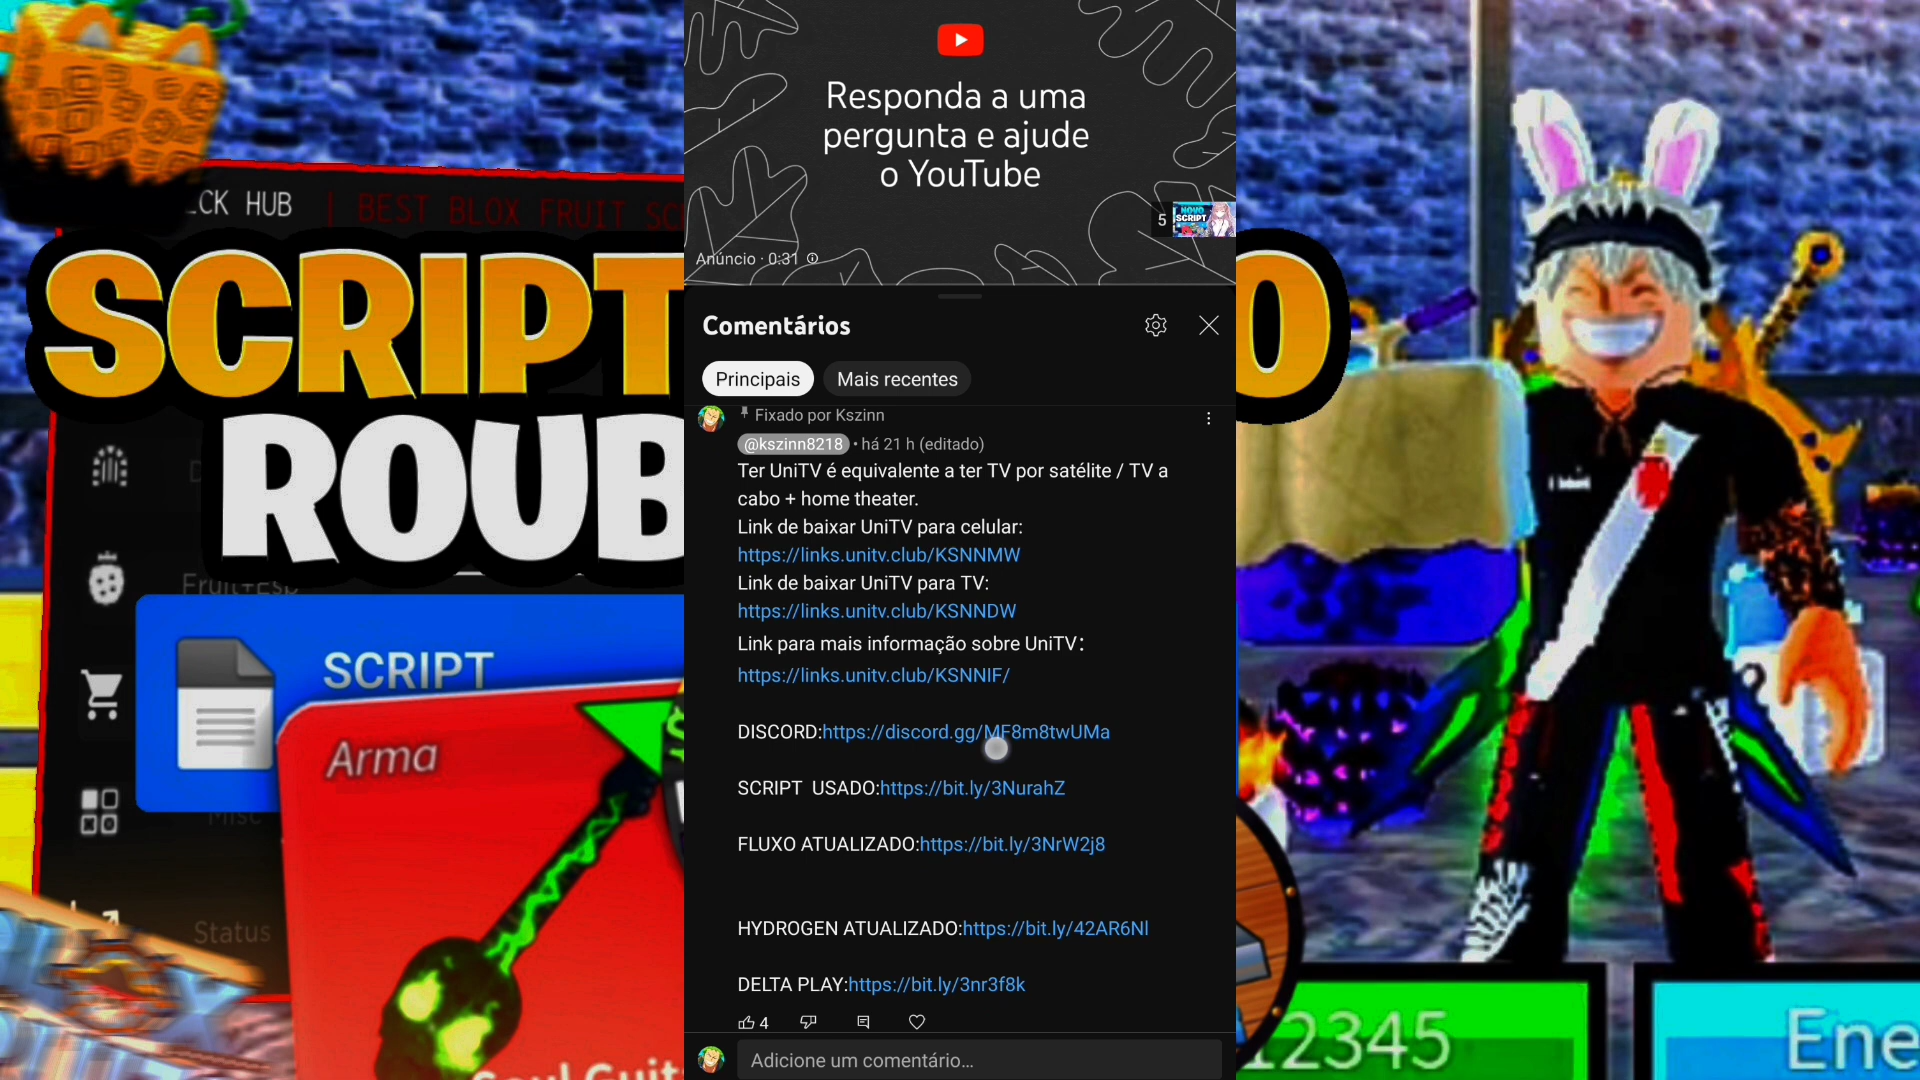 CK HUB | BEST BLOX FRUIT SC
SCRIPT
ROUB
Fruit+Esp
SCRIPT
Arma
Misc
Status
Responda a uma
pergunta e ajude
o YouTube
NOVO
SCRIPT
5
Anúncio · 0:31
Comentários
Principais
Mais recentes
Fixado por Kszinn
@kszinn8218 • há 21 h (editado)
Ter UniTV é equivalente a ter TV por satélite / TV a
cabo + home theater.
Link de baixar UniTV para celular:
https://links.unitv.club/KSNNMW
Link de baixar UniTV para TV:
https://links.unitv.club/KSNNDW
Link para mais informação sobre UniTV：
https://links.unitv.club/KSNNIF/
DISCORD:https://discord.gg/MF8m8twUMa
SCRIPT  USADO:https://bit.ly/3NurahZ
FLUXO ATUALIZADO:https://bit.ly/3NrW2j8
HYDROGEN ATUALIZADO:https://bit.ly/42AR6Nl
DELTA PLAY:https://bit.ly/3nr3f8k
4
Adicione um comentário...
O
12345
Ene